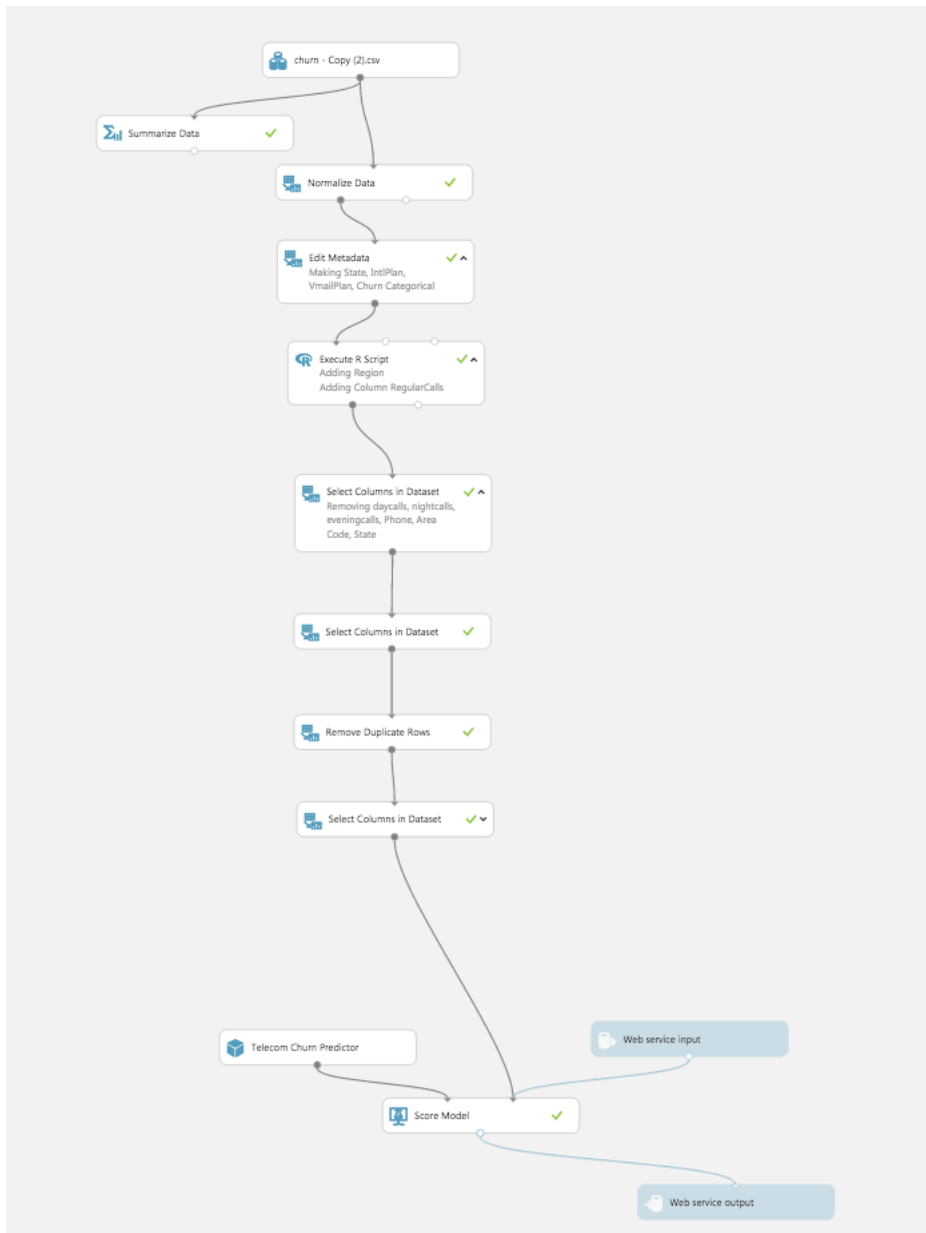 churn - Copy (2).csv
Summarize Data
Normalize Data
Edit Metadata
Making State, IntlPlan,
VmailPlan, Churn Categorical
Execute R Script
Adding Region
Adding Column RegularCalls
Select Columns in Dataset
Removing daycalls, nightcalls,
eveningcalls, Phone, Area
Code, State
Select Columns in Dataset
Remove Duplicate Rows
Select Columns in Dataset
Web service input
Telecom Churn Predictor
Score Model
Web service output